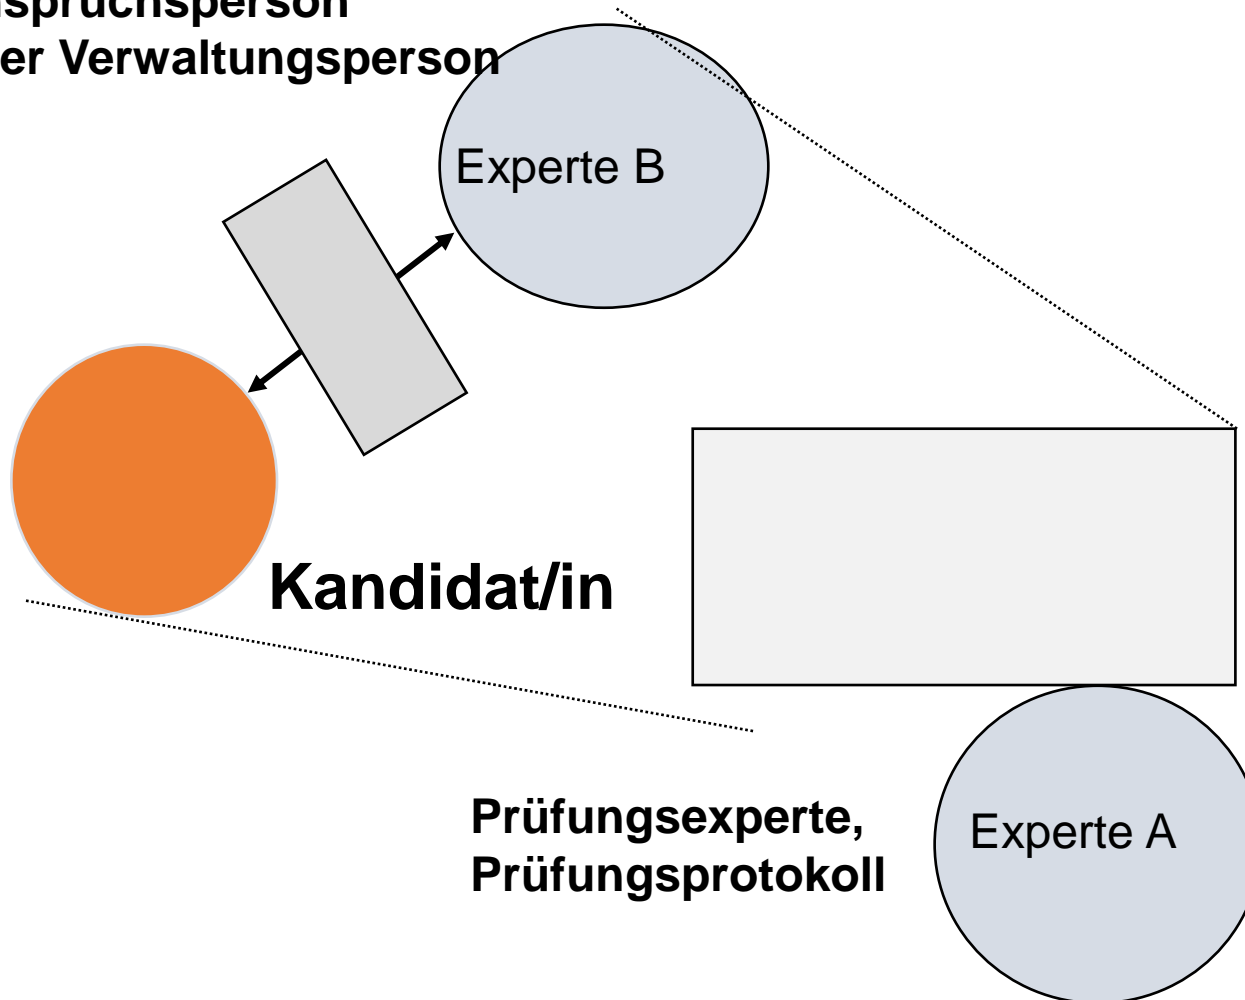 er Verwaltungsperson
Experte B
Kandidat/in
Prüfungsexperte,
Prüfungsprotokoll
Experte A